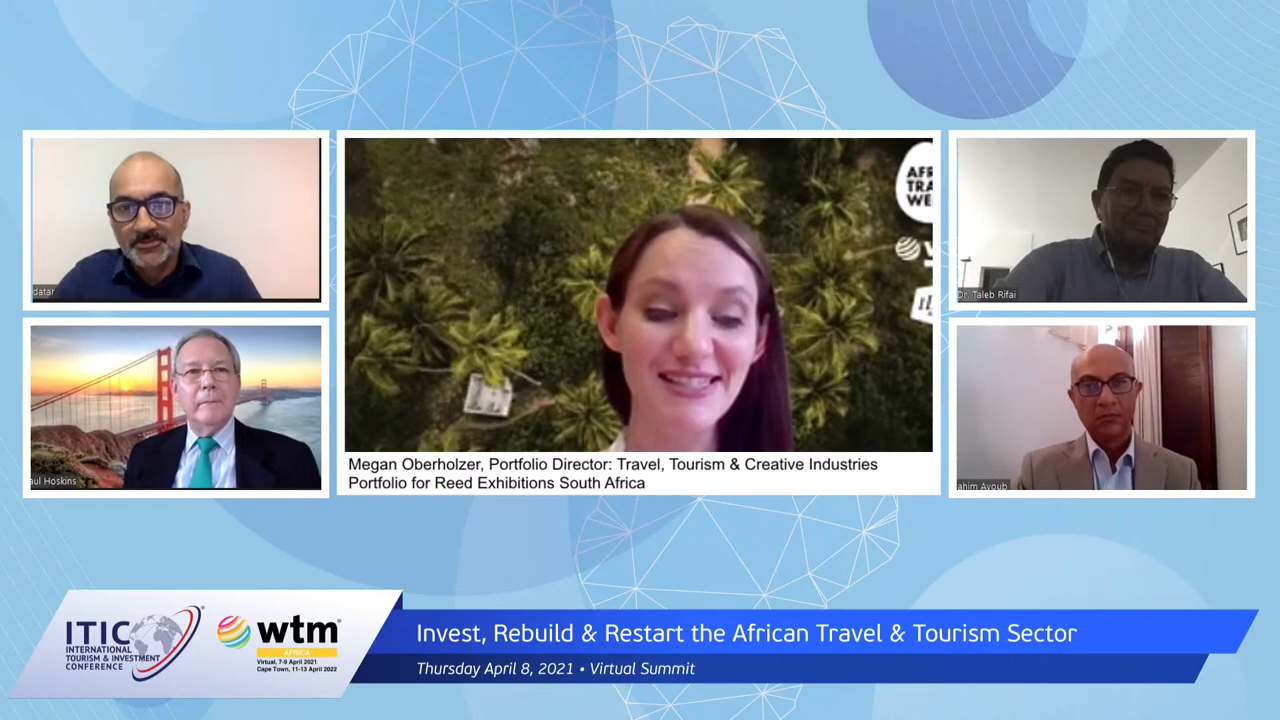 AFR
TRA
WE
datar
Dr. Taleb Rifai
aul Hoskins
rahim Ayoub
Megan Oberholzer, Portfolio Director: Travel, Tourism & Creative Industries
Portfolio for Reed Exhibitions South Africa
ITIC
INTERNATIONAL
TOURISM & INVESTMENT
CONFERENCE
wtm
AFRICA
Virtual, 7-9 April 2021
Cape Town, 11-13 April 2022
Invest, Rebuild & Restart the African Travel & Tourism Sector
Thursday April 8, 2021 • Virtual Summit